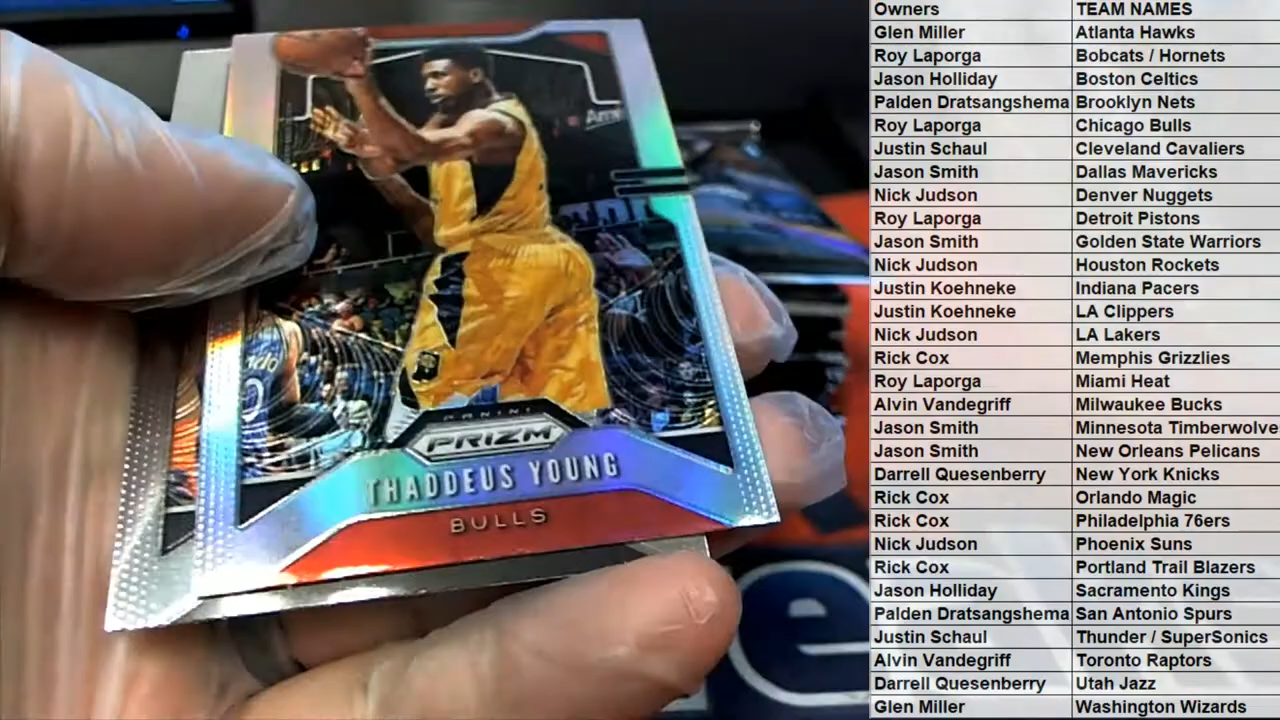 PANINI
PRIZM
THADDEUS YOUNG
BULLS
Owners TEAM NAMES
Glen Miller Atlanta Hawks
Roy Laporga Bobcats / Hornets
Jason Holliday Boston Celtics
Palden Dratsangshema Brooklyn Nets
Roy Laporga Chicago Bulls
Justin Schaul Cleveland Cavaliers
Jason Smith Dallas Mavericks
Nick Judson Denver Nuggets
Roy Laporga Detroit Pistons
Jason Smith Golden State Warriors
Nick Judson Houston Rockets
Justin Koehneke Indiana Pacers
Justin Koehneke LA Clippers
Nick Judson LA Lakers
Rick Cox Memphis Grizzlies
Roy Laporga Miami Heat
Alvin Vandegriff Milwaukee Bucks
Jason Smith Minnesota Timberwolve
Jason Smith New Orleans Pelicans
Darrell Quesenberry New York Knicks
Rick Cox Orlando Magic
Rick Cox Philadelphia 76ers
Nick Judson Phoenix Suns
Rick Cox Portland Trail Blazers
Jason Holliday Sacramento Kings
Palden Dratsangshema San Antonio Spurs
Justin Schaul Thunder / SuperSonics
Alvin Vandegriff Toronto Raptors
Darrell Quesenberry Utah Jazz
Glen Miller Washington Wizards